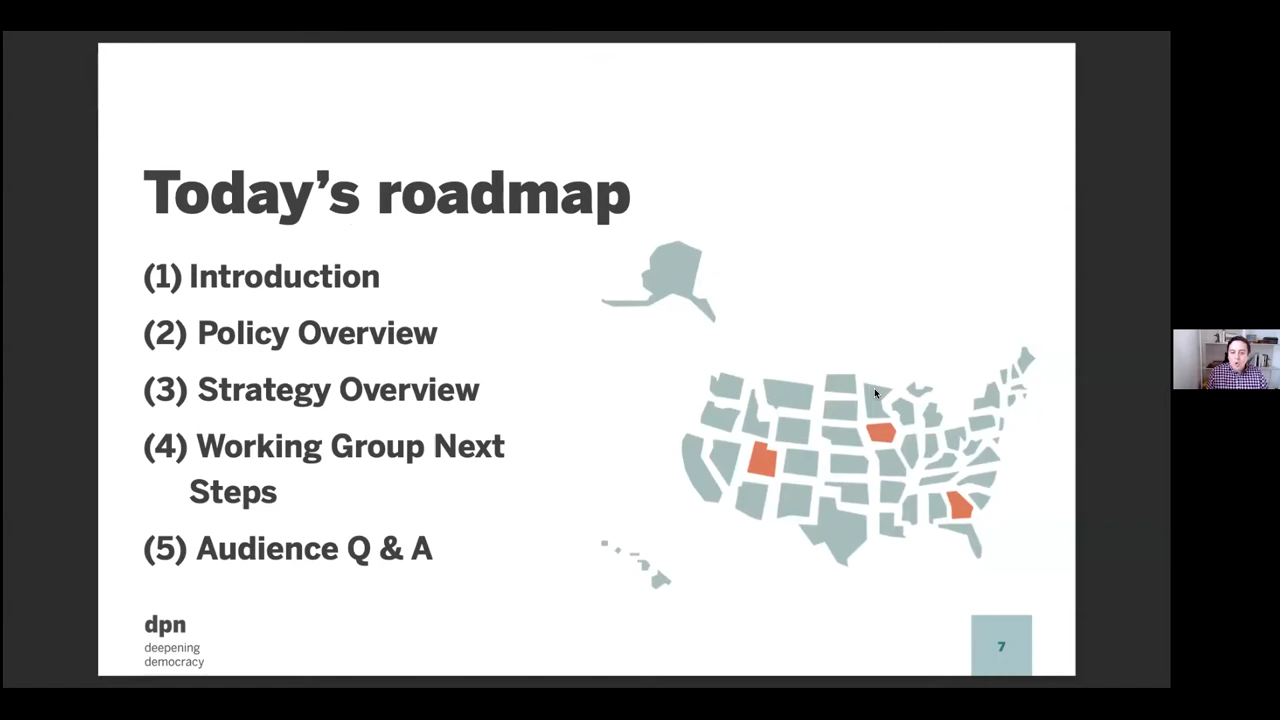 Today's roadmap
(1) Introduction
(2) Policy Overview
(3) Strategy Overview
(4) Working Group Next
Steps
(5) Audience Q & A
dpn
deepening
democracy
7